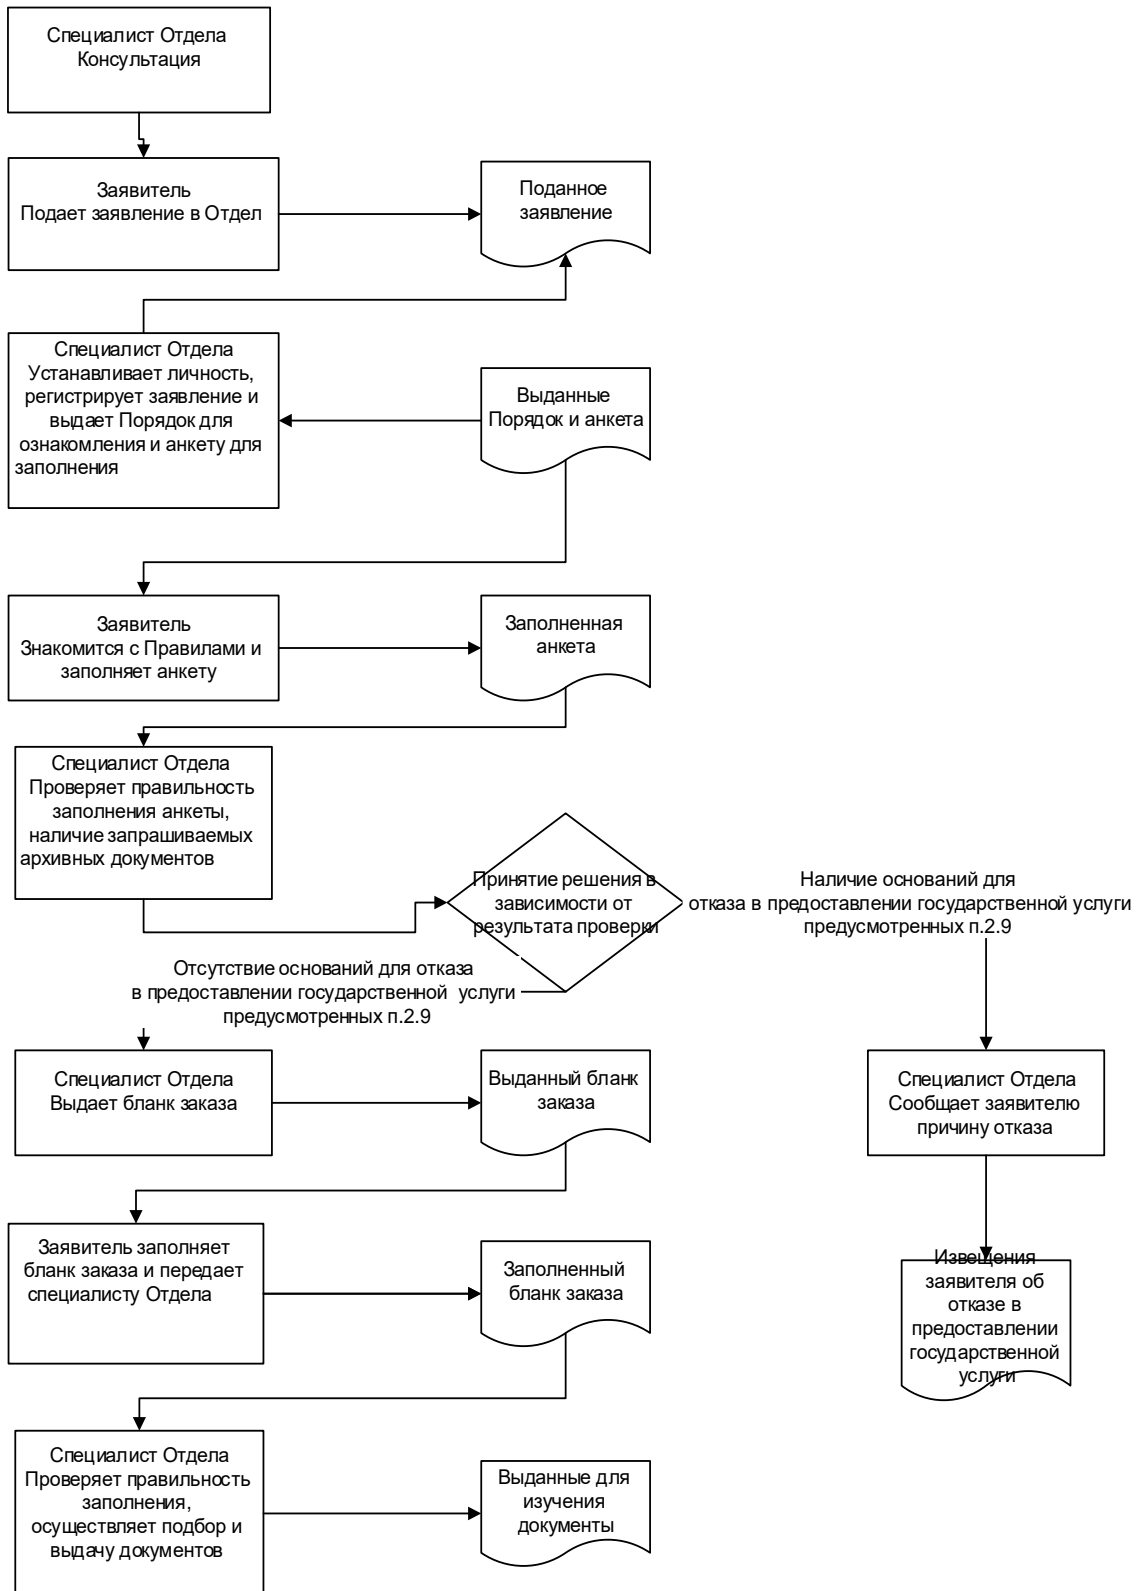 Специалист Отдела
Консультация
Заявитель
Подает заявление в Отдел
Поданное
заявление
Специалист Отдела
Устанавливает личность,
регистрирует заявление и
выдает Порядок для
ознакомления и анкету для
заполнения
Выданные
Порядок и анкета
Заявитель
Знакомится с Правилами и
заполняет анкету
Заполненная
анкета
Специалист Отдела
Проверяет правильность
заполнения анкеты,
наличие запрашиваемых
архивных документов
Принятие решения в
зависимости от
результата проверки
Наличие оснований для
отказа в предоставлении государственной услуги
предусмотренных п.2.9
Отсутствие оснований для отказа
в предоставлении государственной услуги
предусмотренных п.2.9
Специалист Отдела
Выдает бланк заказа
Выданный бланк
заказа
Специалист Отдела
Сообщает заявителю
причину отказа
Заявитель заполняет
бланк заказа и передает
специалисту Отдела
Заполненный
бланк заказа
Извещения
заявителя об
отказе в
предоставлении
государственной
услуги
Специалист Отдела
Проверяет правильность
заполнения,
осуществляет подбор и
выдачу документов
Выданные для
изучения
документы